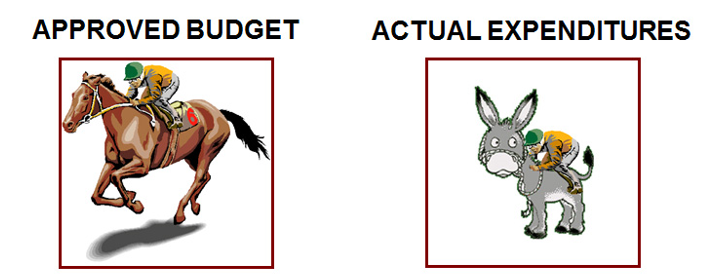 APPROVED BUDGET
ACTUAL EXPENDITURES
6